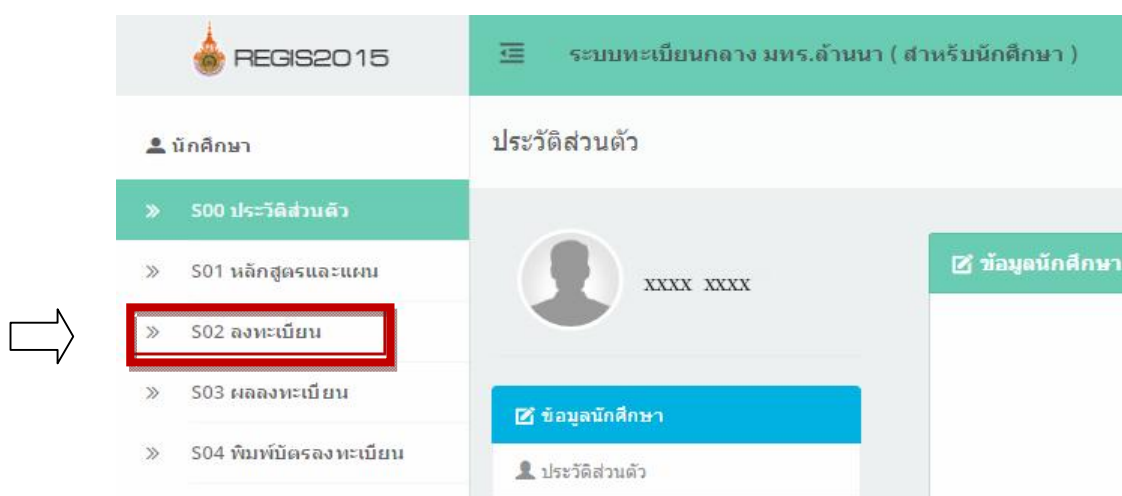 REGIS2015
ระบบทะเบียนกลาง มทร.ล้านนา ( สำหรับนักศึกษา )
นักศึกษา
ประวัติส่วนตัว
S00 ประวัติส่วนตัว
S01 หลักสูตรและแผน
S02 ลงทะเบียน
S03 ผลลงทะเบียน
S04 พิมพ์บัตรลงทะเบียน
xxxx xxxx
ข้อมูลนักศึกษา
ข้อมูลนักศึกษา
ประวัติส่วนตัว